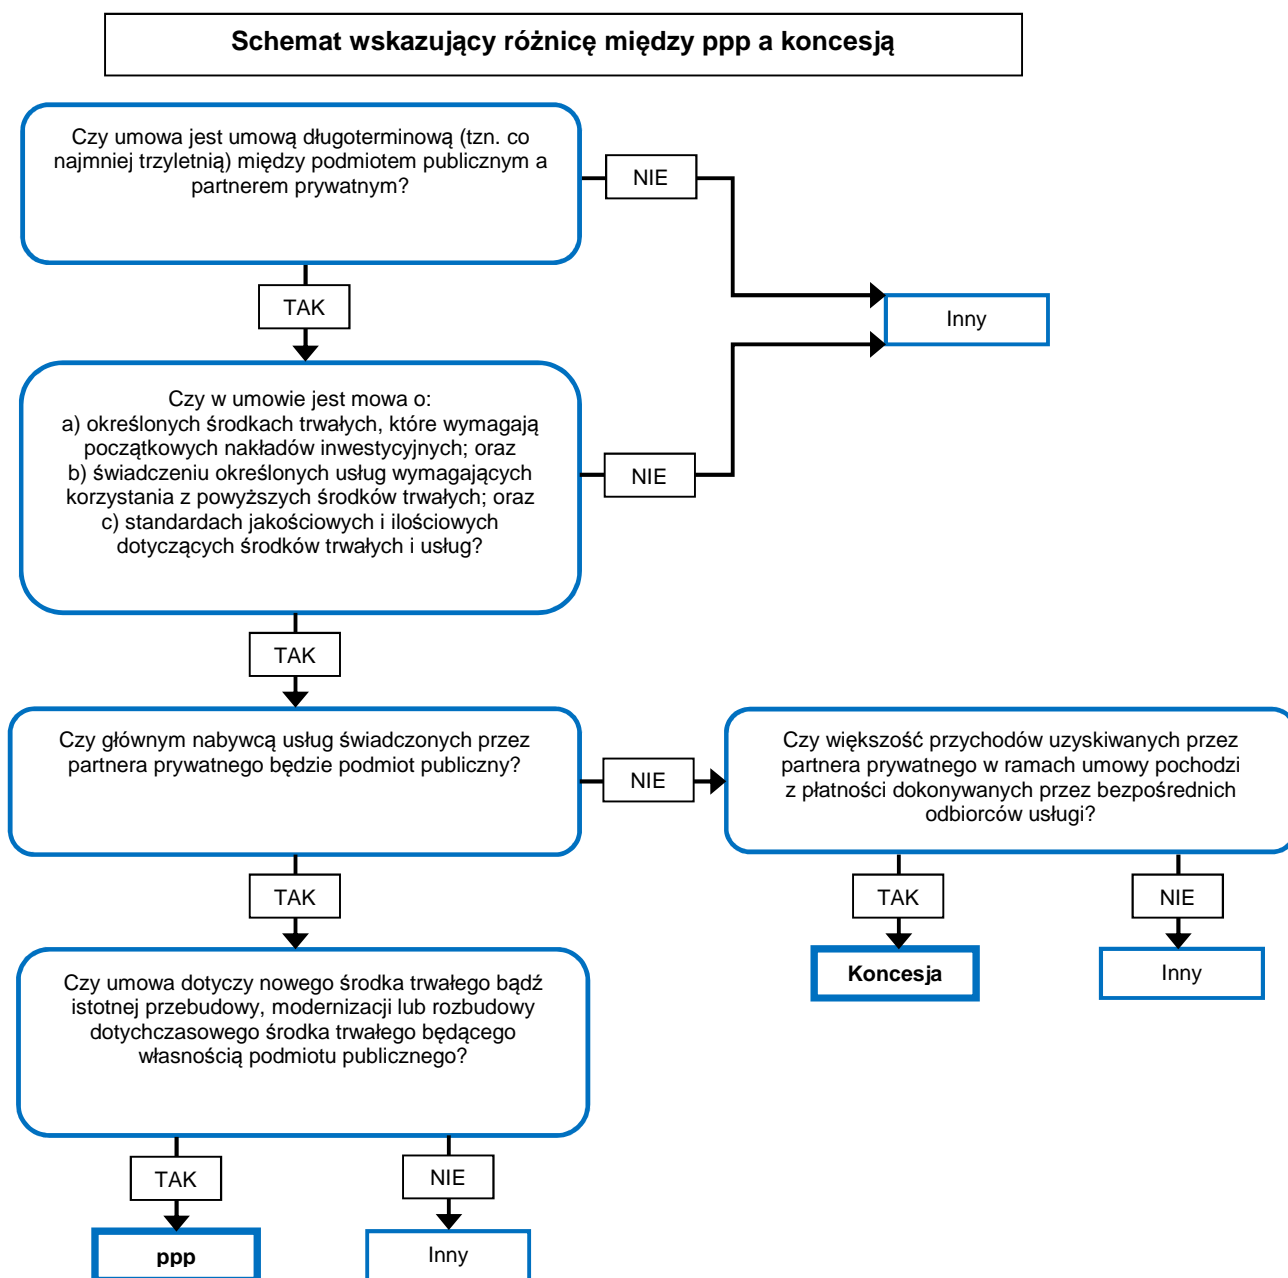 Schemat wskazujący różnicę między ppp a koncesją
Czy umowa jest umową długoterminową (tzn. co
najmniej trzyletnią) między podmiotem publicznym a
partnerem prywatnym?
NIE
TAK
Inny
Czy w umowie jest mowa o:
a) określonych środkach trwałych, które wymagają
początkowych nakładów inwestycyjnych; oraz
b) świadczeniu określonych usług wymagających
korzystania z powyższych środków trwałych; oraz
c) standardach jakościowych i ilościowych
dotyczących środków trwałych i usług?
NIE
TAK
Czy głównym nabywcą usług świadczonych przez
partnera prywatnego będzie podmiot publiczny?
NIE
Czy większość przychodów uzyskiwanych przez
partnera prywatnego w ramach umowy pochodzi
z płatności dokonywanych przez bezpośrednich
odbiorców usługi?
TAK
TAK
NIE
Koncesja
Inny
Czy umowa dotyczy nowego środka trwałego bądź
istotnej przebudowy, modernizacji lub rozbudowy
dotychczasowego środka trwałego będącego
własnością podmiotu publicznego?
TAK
NIE
ppp
Inny